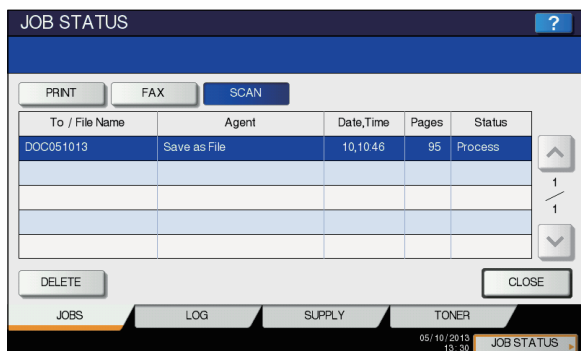 JOB STATUS ?
PRINT FAX SCAN
To / File Name Agent Date,Time Pages Status
DOC051013 Save as File 10,10:46 95 Process
1
1
DELETE CLOSE
JOBS LOG SUPPLY TONER
05/10/2013
13:30 JOB STATUS